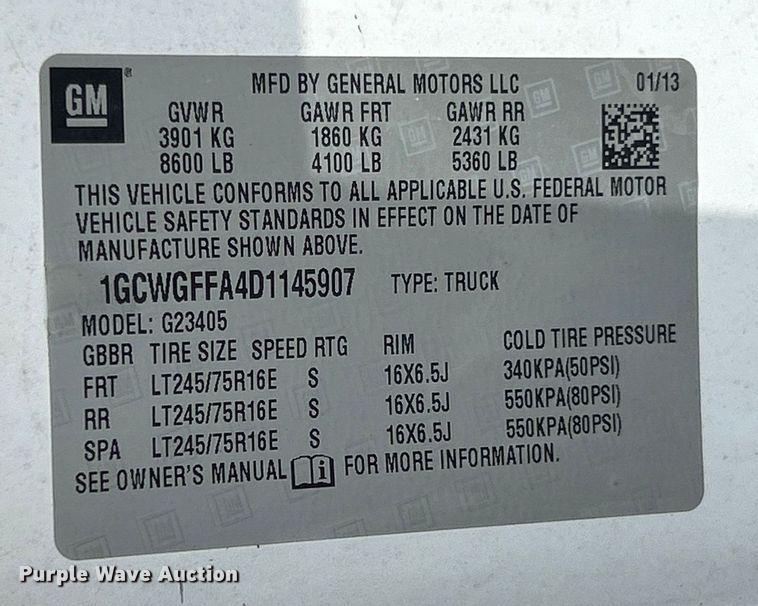 GM ® MFD BY GENERAL MOTORS LLC 01/13
GVWR GAWR FRT GAWR RR
3901 KG 1860 KG 2431 KG
8600 LB 4100 LB 5360 LB
THIS VEHICLE CONFORMS TO ALL APPLICABLE U.S. FEDERAL MOTOR
VEHICLE SAFETY STANDARDS IN EFFECT ON THE DATE OF
MANUFACTURE SHOWN ABOVE.
1GCWGFFA4D1145907 TYPE: TRUCK
MODEL: G23405
GBBR TIRE SIZE SPEED RTG RIM COLD TIRE PRESSURE
FRT LT245/75R16E S 16X6.5J 340KPA(50PSI)
RR LT245/75R16E S 16X6.5J 550KPA(80PSI)
SPA LT245/75R16E S 16X6.5J 550KPA(80PSI)
SEE OWNER'S MANUAL i FOR MORE INFORMATION.
Purple Wave Auction